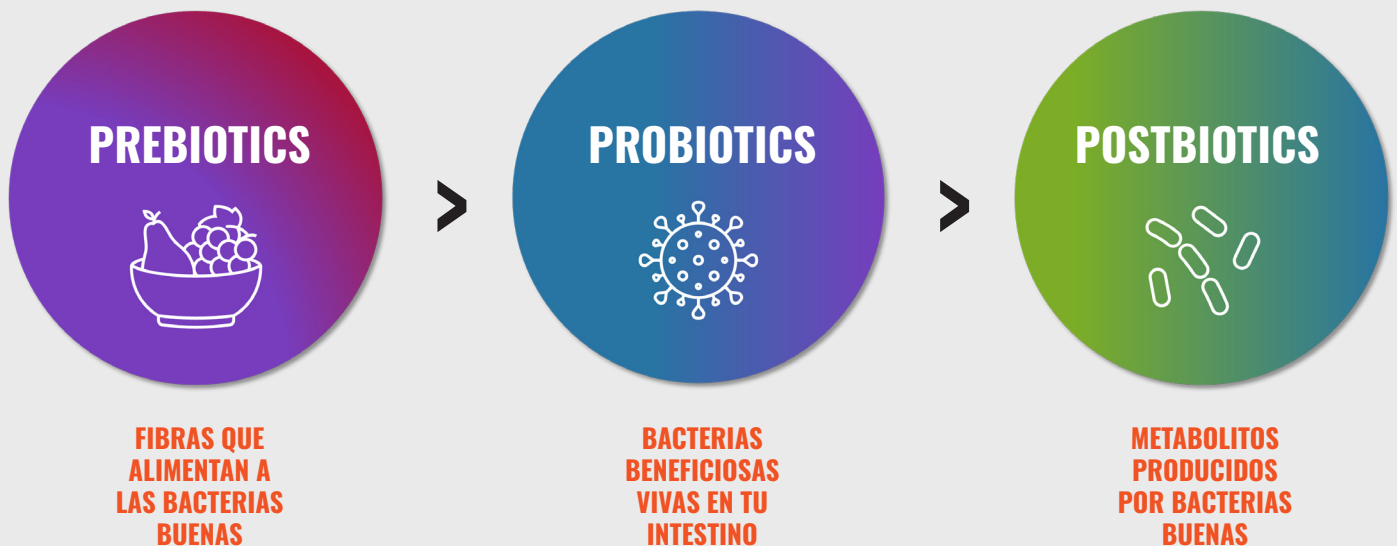 PREBIOTICS
>
PROBIOTICS
>
POSTBIOTICS
FIBRAS QUE
ALIMENTAN A
LAS BACTERIAS
BUENAS
BACTERIAS
BENEFICIOSAS
VIVAS EN TU
INTESTINO
METABOLITOS
PRODUCIDOS
POR BACTERIAS
BUENAS